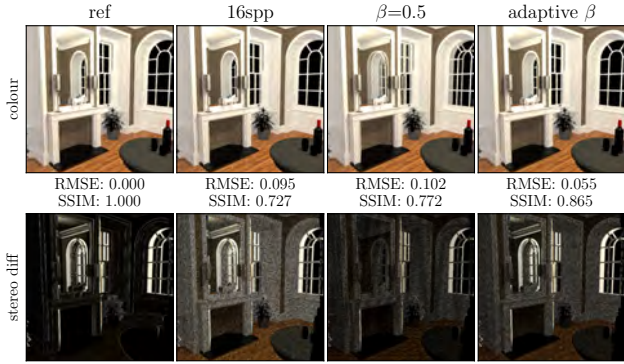 ref 16spp β=0.5 adaptive β
colour
RMSE: 0.000 RMSE: 0.095 RMSE: 0.102 RMSE: 0.055
SSIM: 1.000 SSIM: 0.727 SSIM: 0.772 SSIM: 0.865
stereo diff